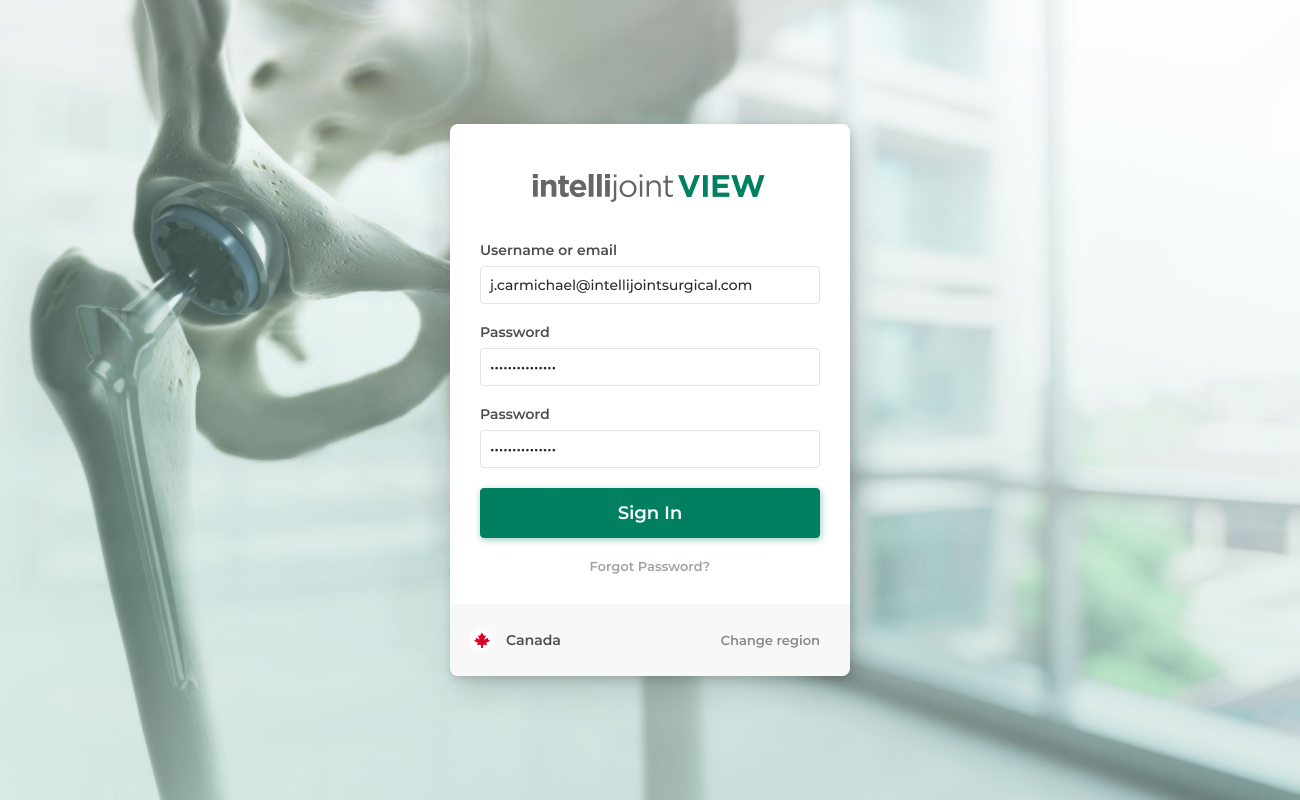 intellijoint VIEW
Username or email
j.carmichael@intellijointsurgical.com
Password
•••••••••••••••
Password
•••••••••••••••
Sign In
Forgot Password?
Canada
Change region